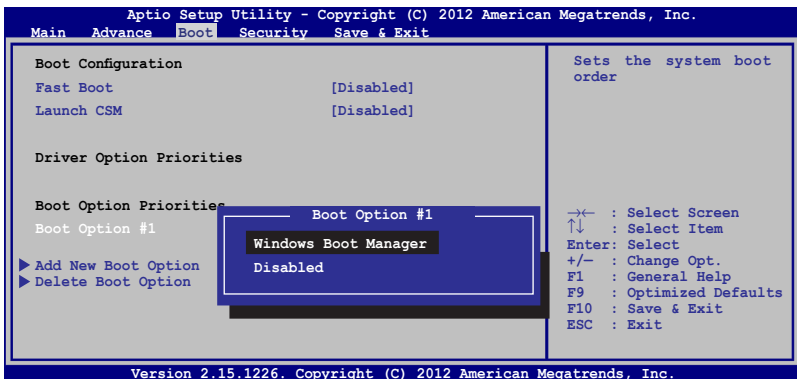 Aptio Setup Utility - Copyright (C) 2012 American Megatrends, Inc.
Main Advance Boot Security Save & Exit
Boot Configuration
Fast Boot [Disabled]
Launch CSM [Disabled]
Driver Option Priorities
Boot Option Priorities
Boot Option #1
Add New Boot Option
Delete Boot Option
Boot Option #1
Windows Boot Manager
Disabled
Sets the system boot
order
→← : Select Screen
↑↓ : Select Item
Enter: Select
+/— : Change Opt.
F1 : General Help
F9 : Optimized Defaults
F10 : Save & Exit
ESC : Exit
Version 2.15.1226. Copyright (C) 2012 American Megatrends, Inc.